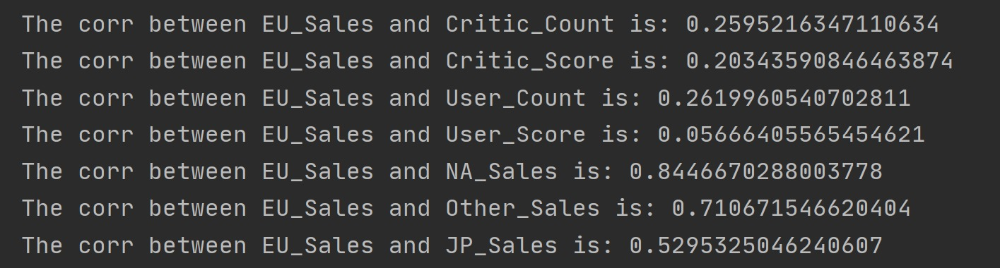 The corr between EU_Sales and Critic_Count is: 0.2595216347110634
The corr between EU_Sales and Critic_Score is: 0.20343590846463874
The corr between EU_Sales and User_Count is: 0.2619960540702811
The corr between EU_Sales and User_Score is: 0.05666405565454621
The corr between EU_Sales and NA_Sales is: 0.8446670288003778
The corr between EU_Sales and Other_Sales is: 0.710671546620404
The corr between EU_Sales and JP_Sales is: 0.5295325046240607